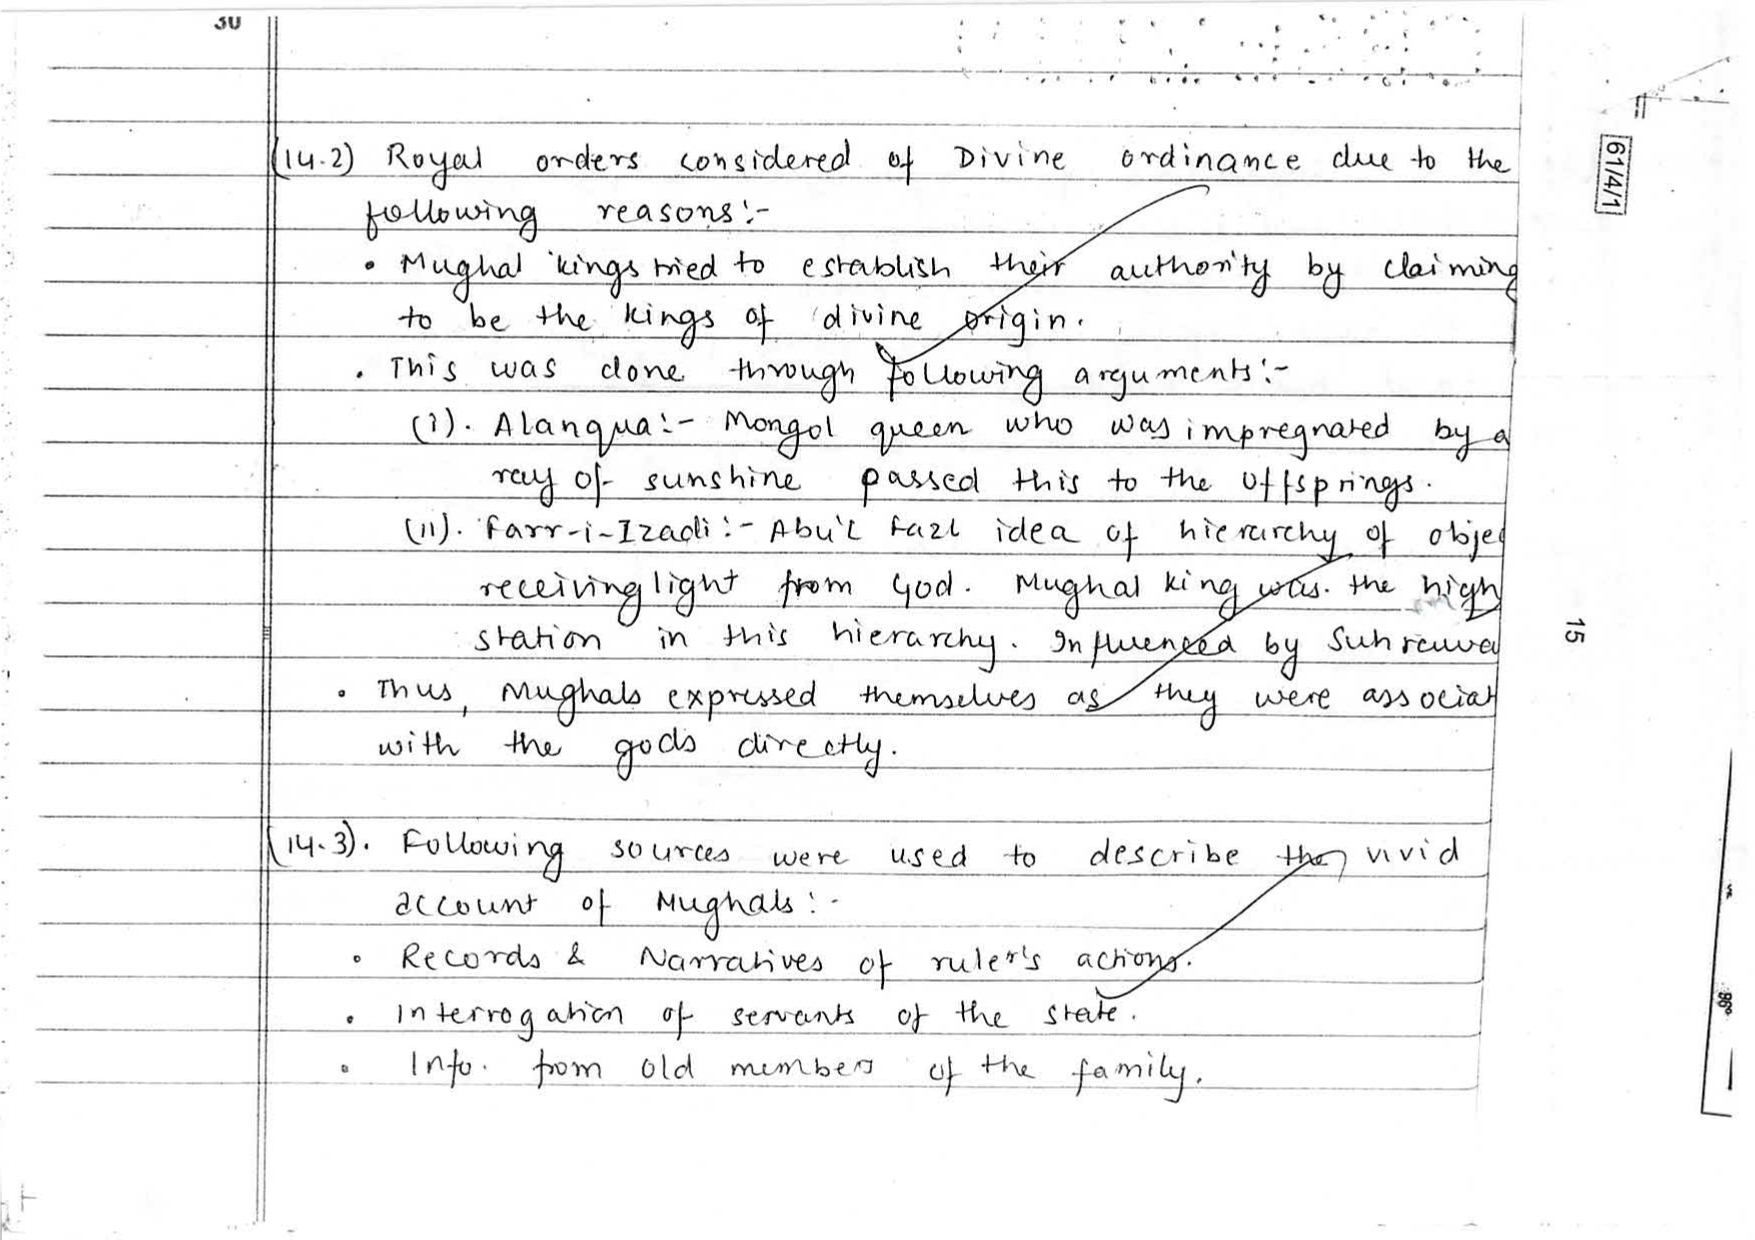 30
61/4/1
(14.2) Royal orders considered of Divine ordinance due to the
following reasons:-
• Mughal kings tried to establish their authority by claiming
to be the kings of divine origin.
• This was done through following arguments:-
(i). Alanqua:- Mongol queen who was impregnated by a
ray of sunshine passed this to the offsprings.
(ii). Farr-i-Izadi:- Abu'l Fazl idea of hierarchy of objec
receiving light from God. Mughal king was the high
station in this hierarchy. Influenced by Suhrawa
15
• Thus, Mughals expressed themselves as they were associat
with the gods directly.
(14.3). Following sources were used to describe the vivid
account of Mughals:-
• Records & Narratives of ruler's actions.
• Interrogation of servants of the state.
• Info. from old members of the family.